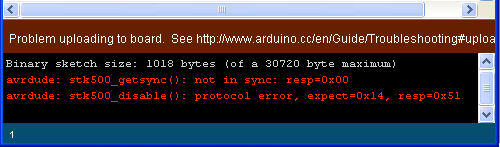 Problem uploading to board.  See http://www.arduino.cc/en/Guide/Troubleshooting#uploa
Binary sketch size: 1018 bytes (of a 30720 byte maximum)
avrdude: stk500_getsync(): not in sync: resp=0x00
avrdude: stk500_disable(): protocol error, expect=0x14, resp=0x51
1